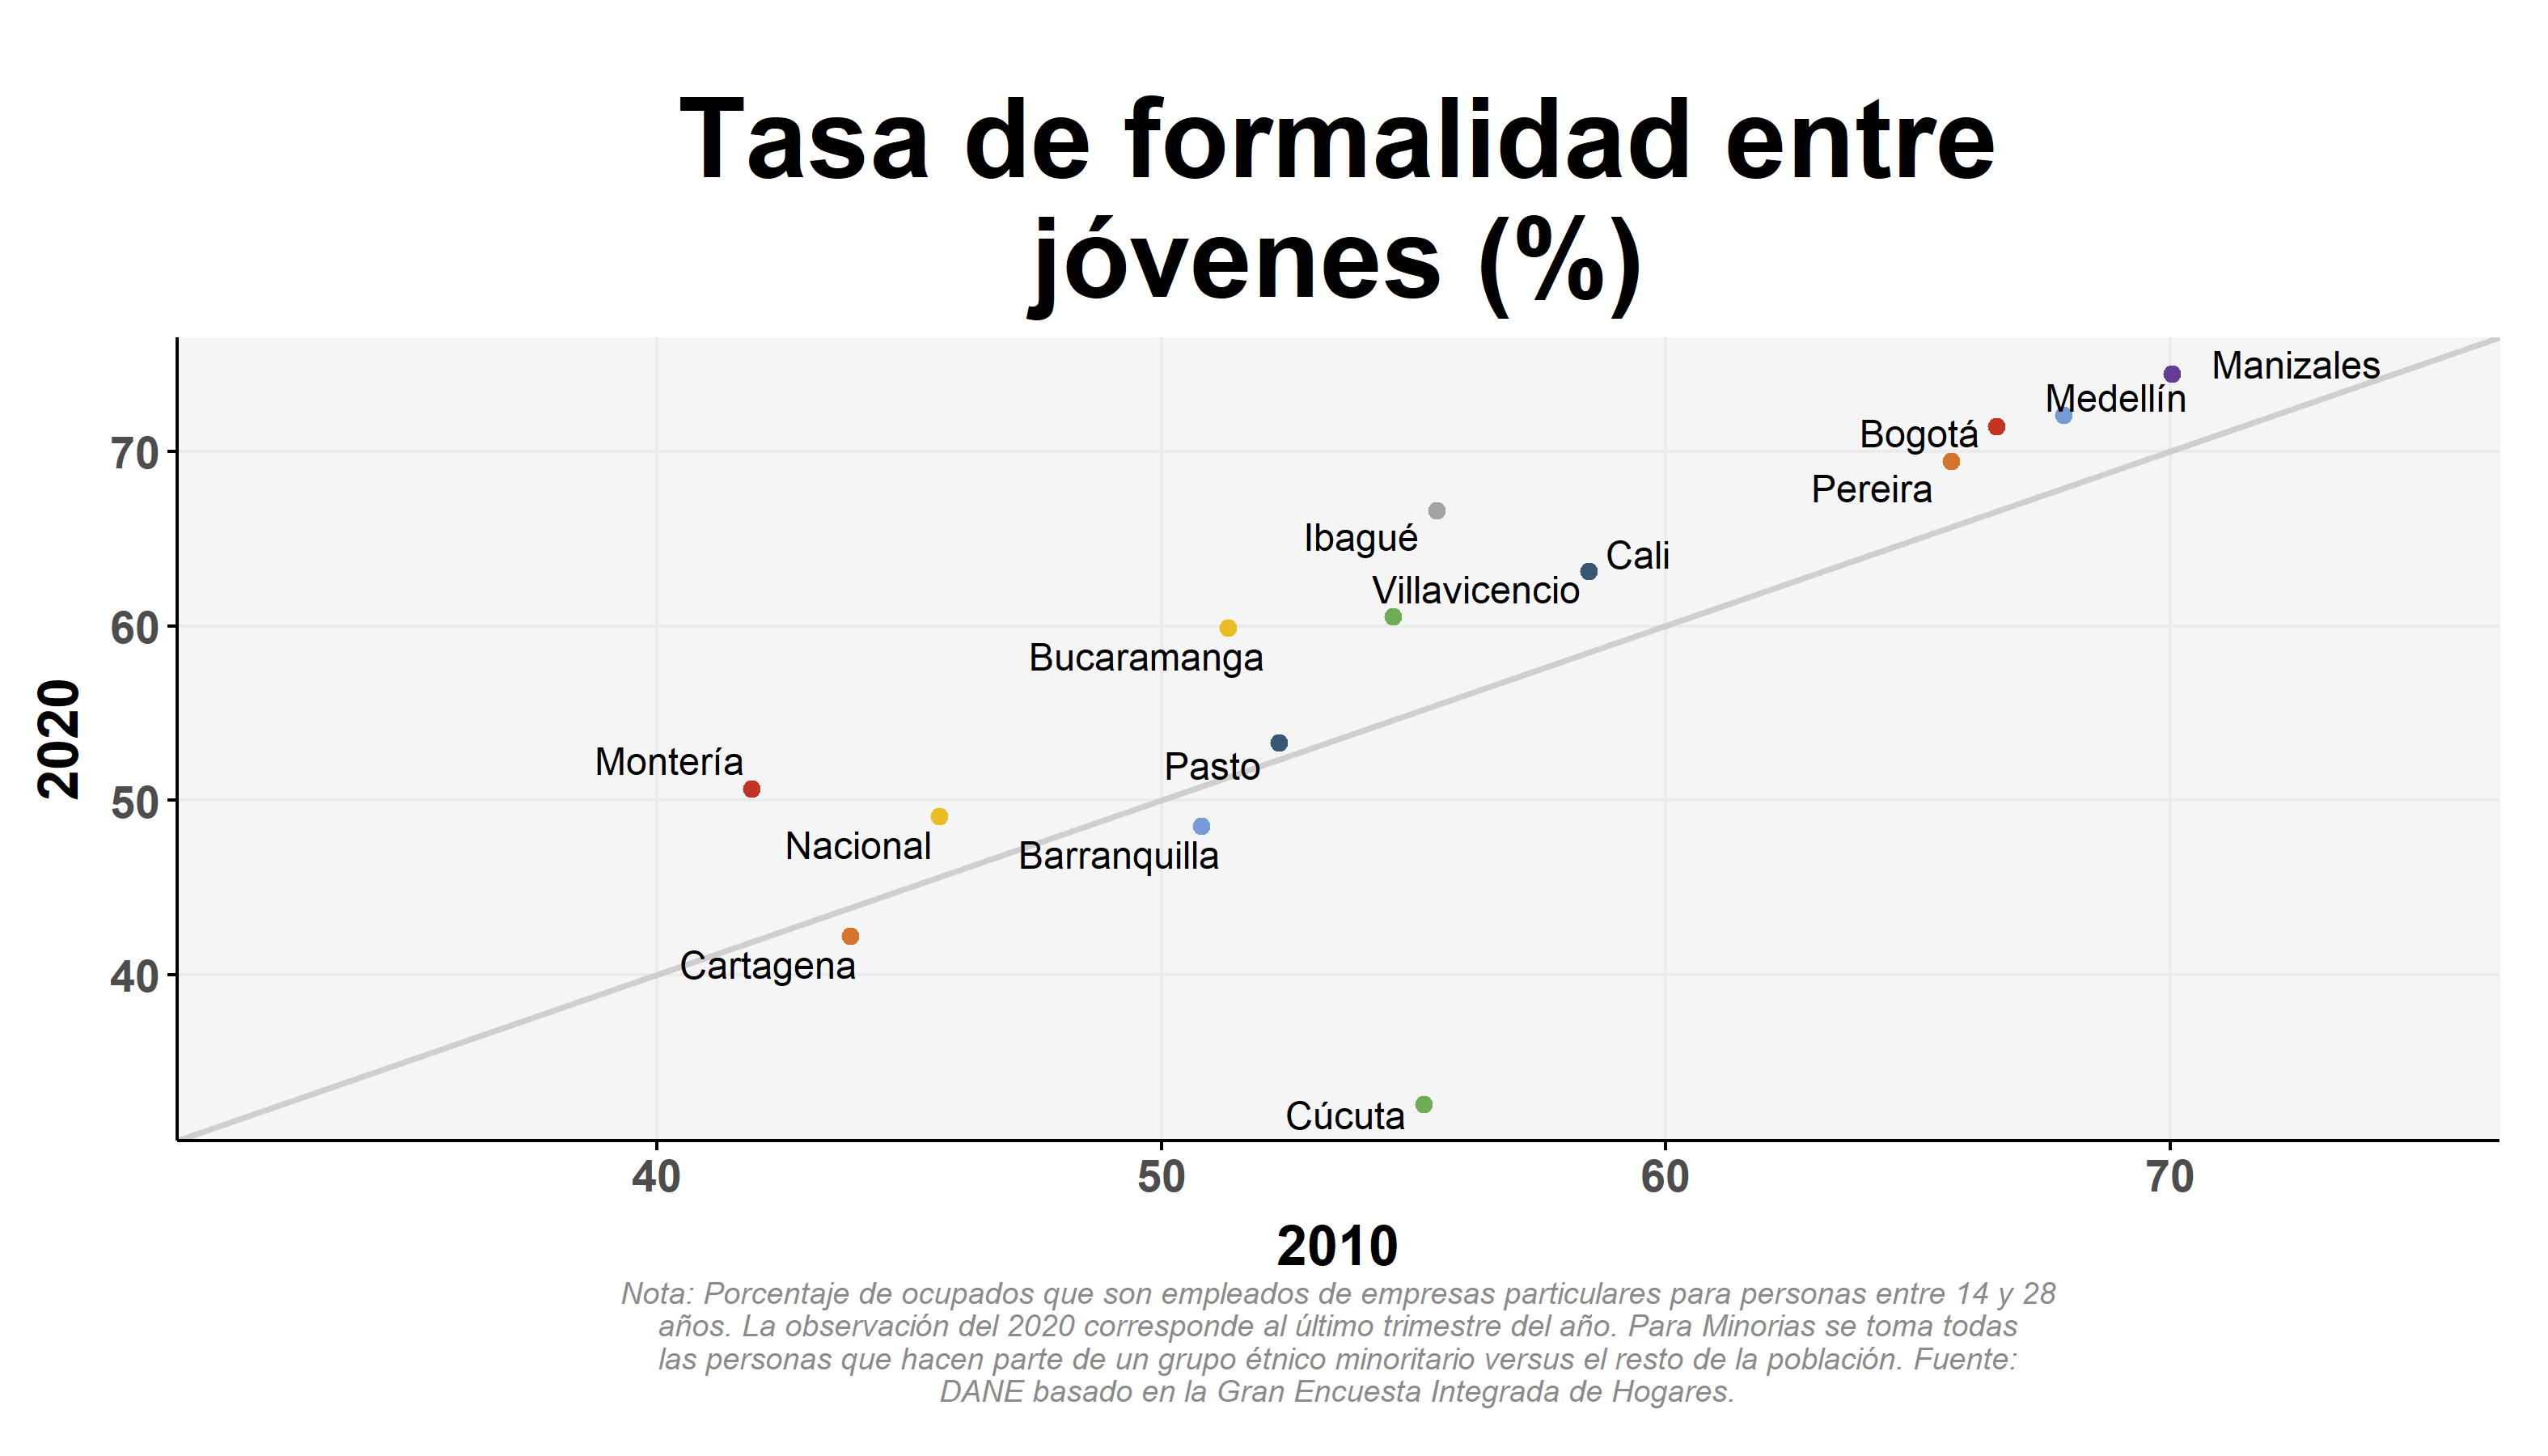 Tasa de formalidad entre
jóvenes (%)
Manizales
Medellín
Bogotá
Pereira
Ibagué
Cali
Villavicencio
Bucaramanga
Montería
Pasto
Nacional
Barranquilla
Cartagena
Cúcuta
70
60
50
40
2020
40
50
60
70
2010
Nota: Porcentaje de ocupados que son empleados de empresas particulares para personas entre 14 y 28
años. La observación del 2020 corresponde al último trimestre del año. Para Minorias se toma todas
las personas que hacen parte de un grupo étnico minoritario versus el resto de la población. Fuente:
DANE basado en la Gran Encuesta Integrada de Hogares.